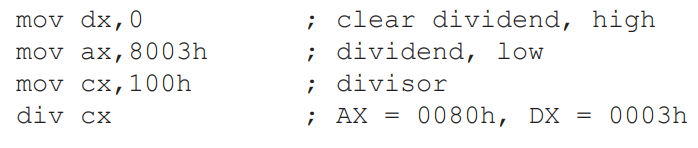 mov dx,0 ; clear dividend, high
mov ax,8003h ; dividend, low
mov cx,100h ; divisor
div cx ; AX = 0080h, DX = 0003h